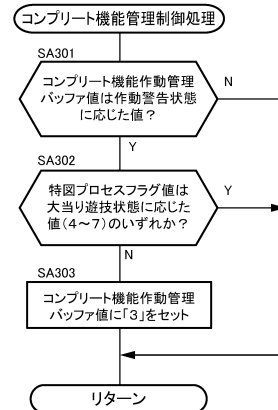 コンプリート機能管理制御処理
SA301
コンプリート機能作動管理
バッファ値は作動警告状態
に応じた値？
N
Y
SA302
特図プロセスフラグ値は
大当り遊技状態に応じた
値(4～7)のいずれか？
Y
N
SA303
コンプリート機能作動管理
バッファ値に「3」をセット
リターン